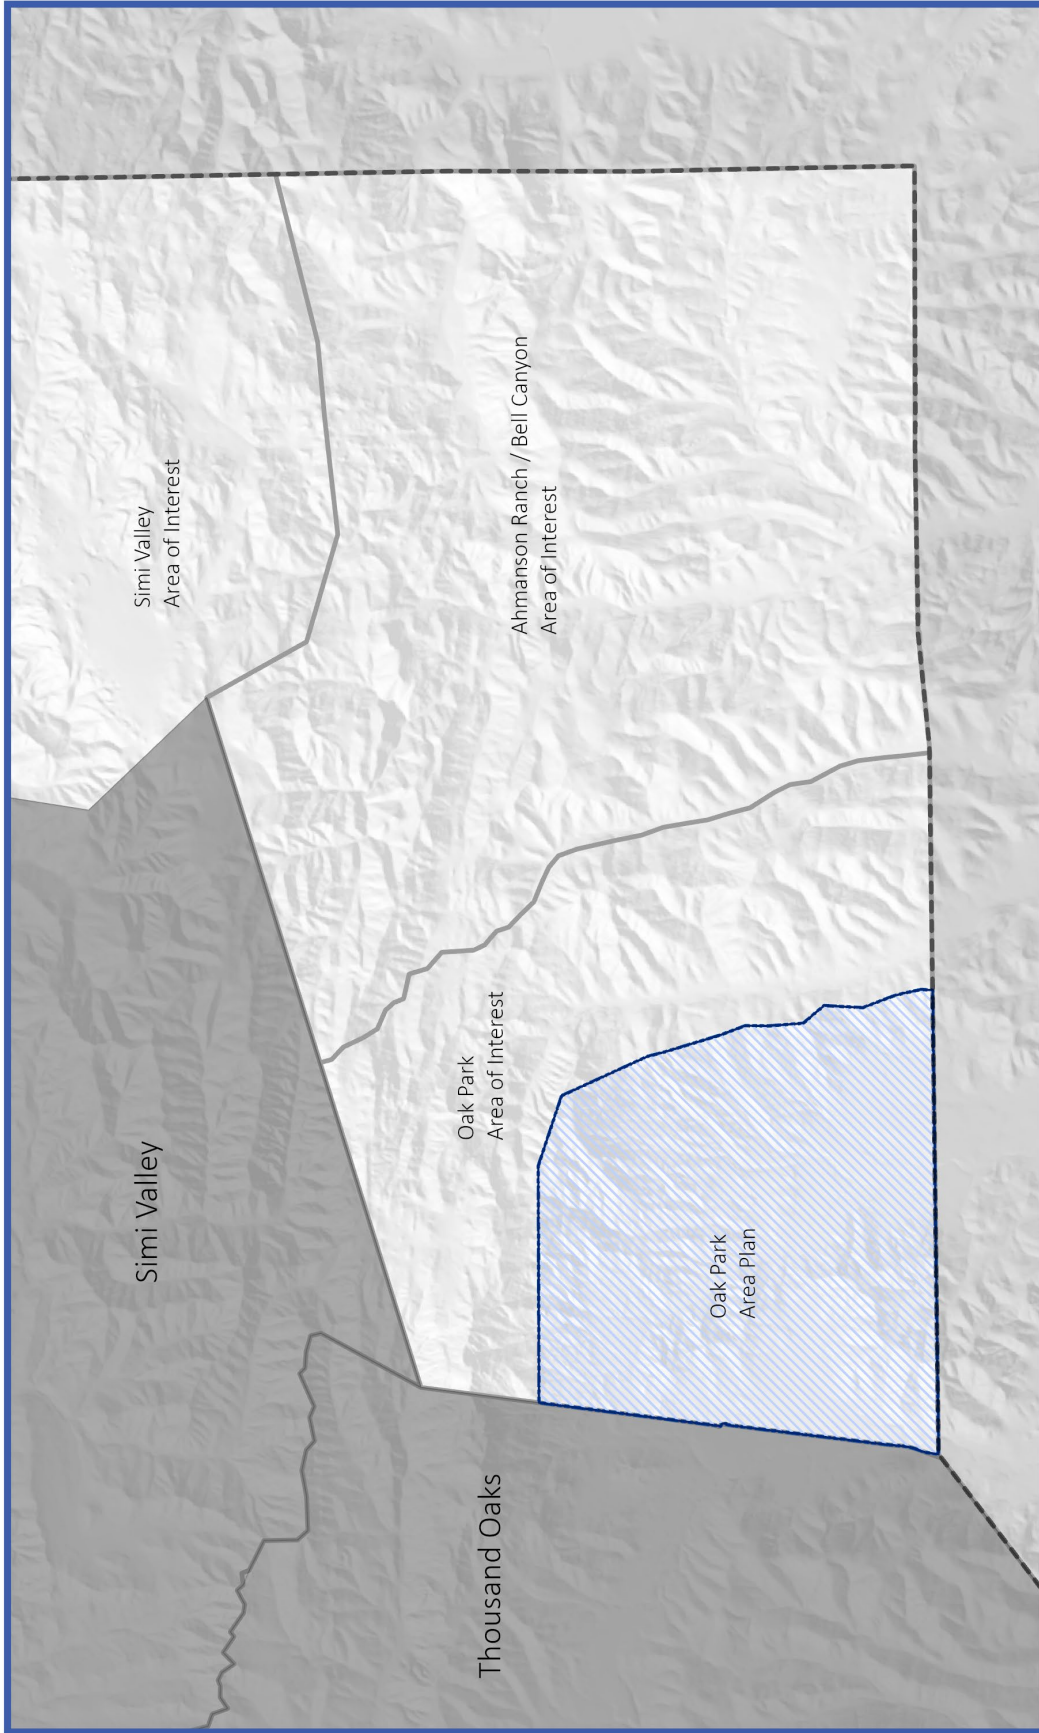 Simi Valley
Simi Valley
Area of Interest
Ahmanson Ranch / Bell Canyon
Area of Interest
Oak Park
Area of Interest
Thousand Oaks
Oak Park
Area Plan